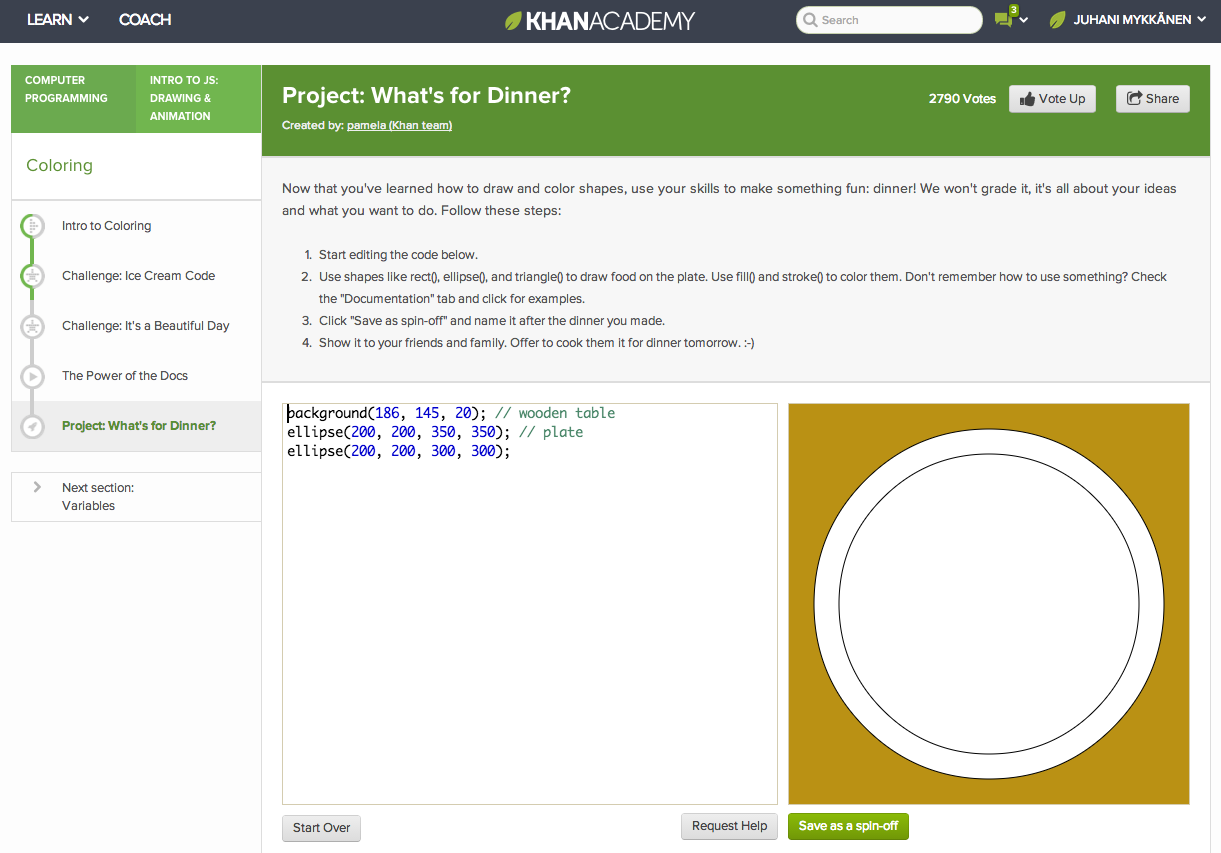 LEARN
COACH
KHANACADEMY
Search
3
JUHANI MYKKÄNEN
COMPUTER
PROGRAMMING
INTRO TO JS:
DRAWING &
ANIMATION
Coloring
Intro to Coloring
Challenge: Ice Cream Code
Challenge: It's a Beautiful Day
The Power of the Docs
Project: What's for Dinner?
Next section:
Variables
Project: What's for Dinner?
Created by: pamela (Khan team)
2790 Votes
Vote Up
Share
Now that you've learned how to draw and color shapes, use your skills to make something fun: dinner! We won't grade it, it's all about your ideas
and what you want to do. Follow these steps:
1. Start editing the code below.
2. Use shapes like rect(), ellipse(), and triangle() to draw food on the plate. Use fill() and stroke() to color them. Don't remember how to use something? Check
the "Documentation" tab and click for examples.
3. Click "Save as spin-off" and name it after the dinner you made.
4. Show it to your friends and family. Offer to cook them it for dinner tomorrow. :-)
background(186, 145, 20); // wooden table
ellipse(200, 200, 350, 350); // plate
ellipse(200, 200, 300, 300);
Start Over
Request Help
Save as a spin-off